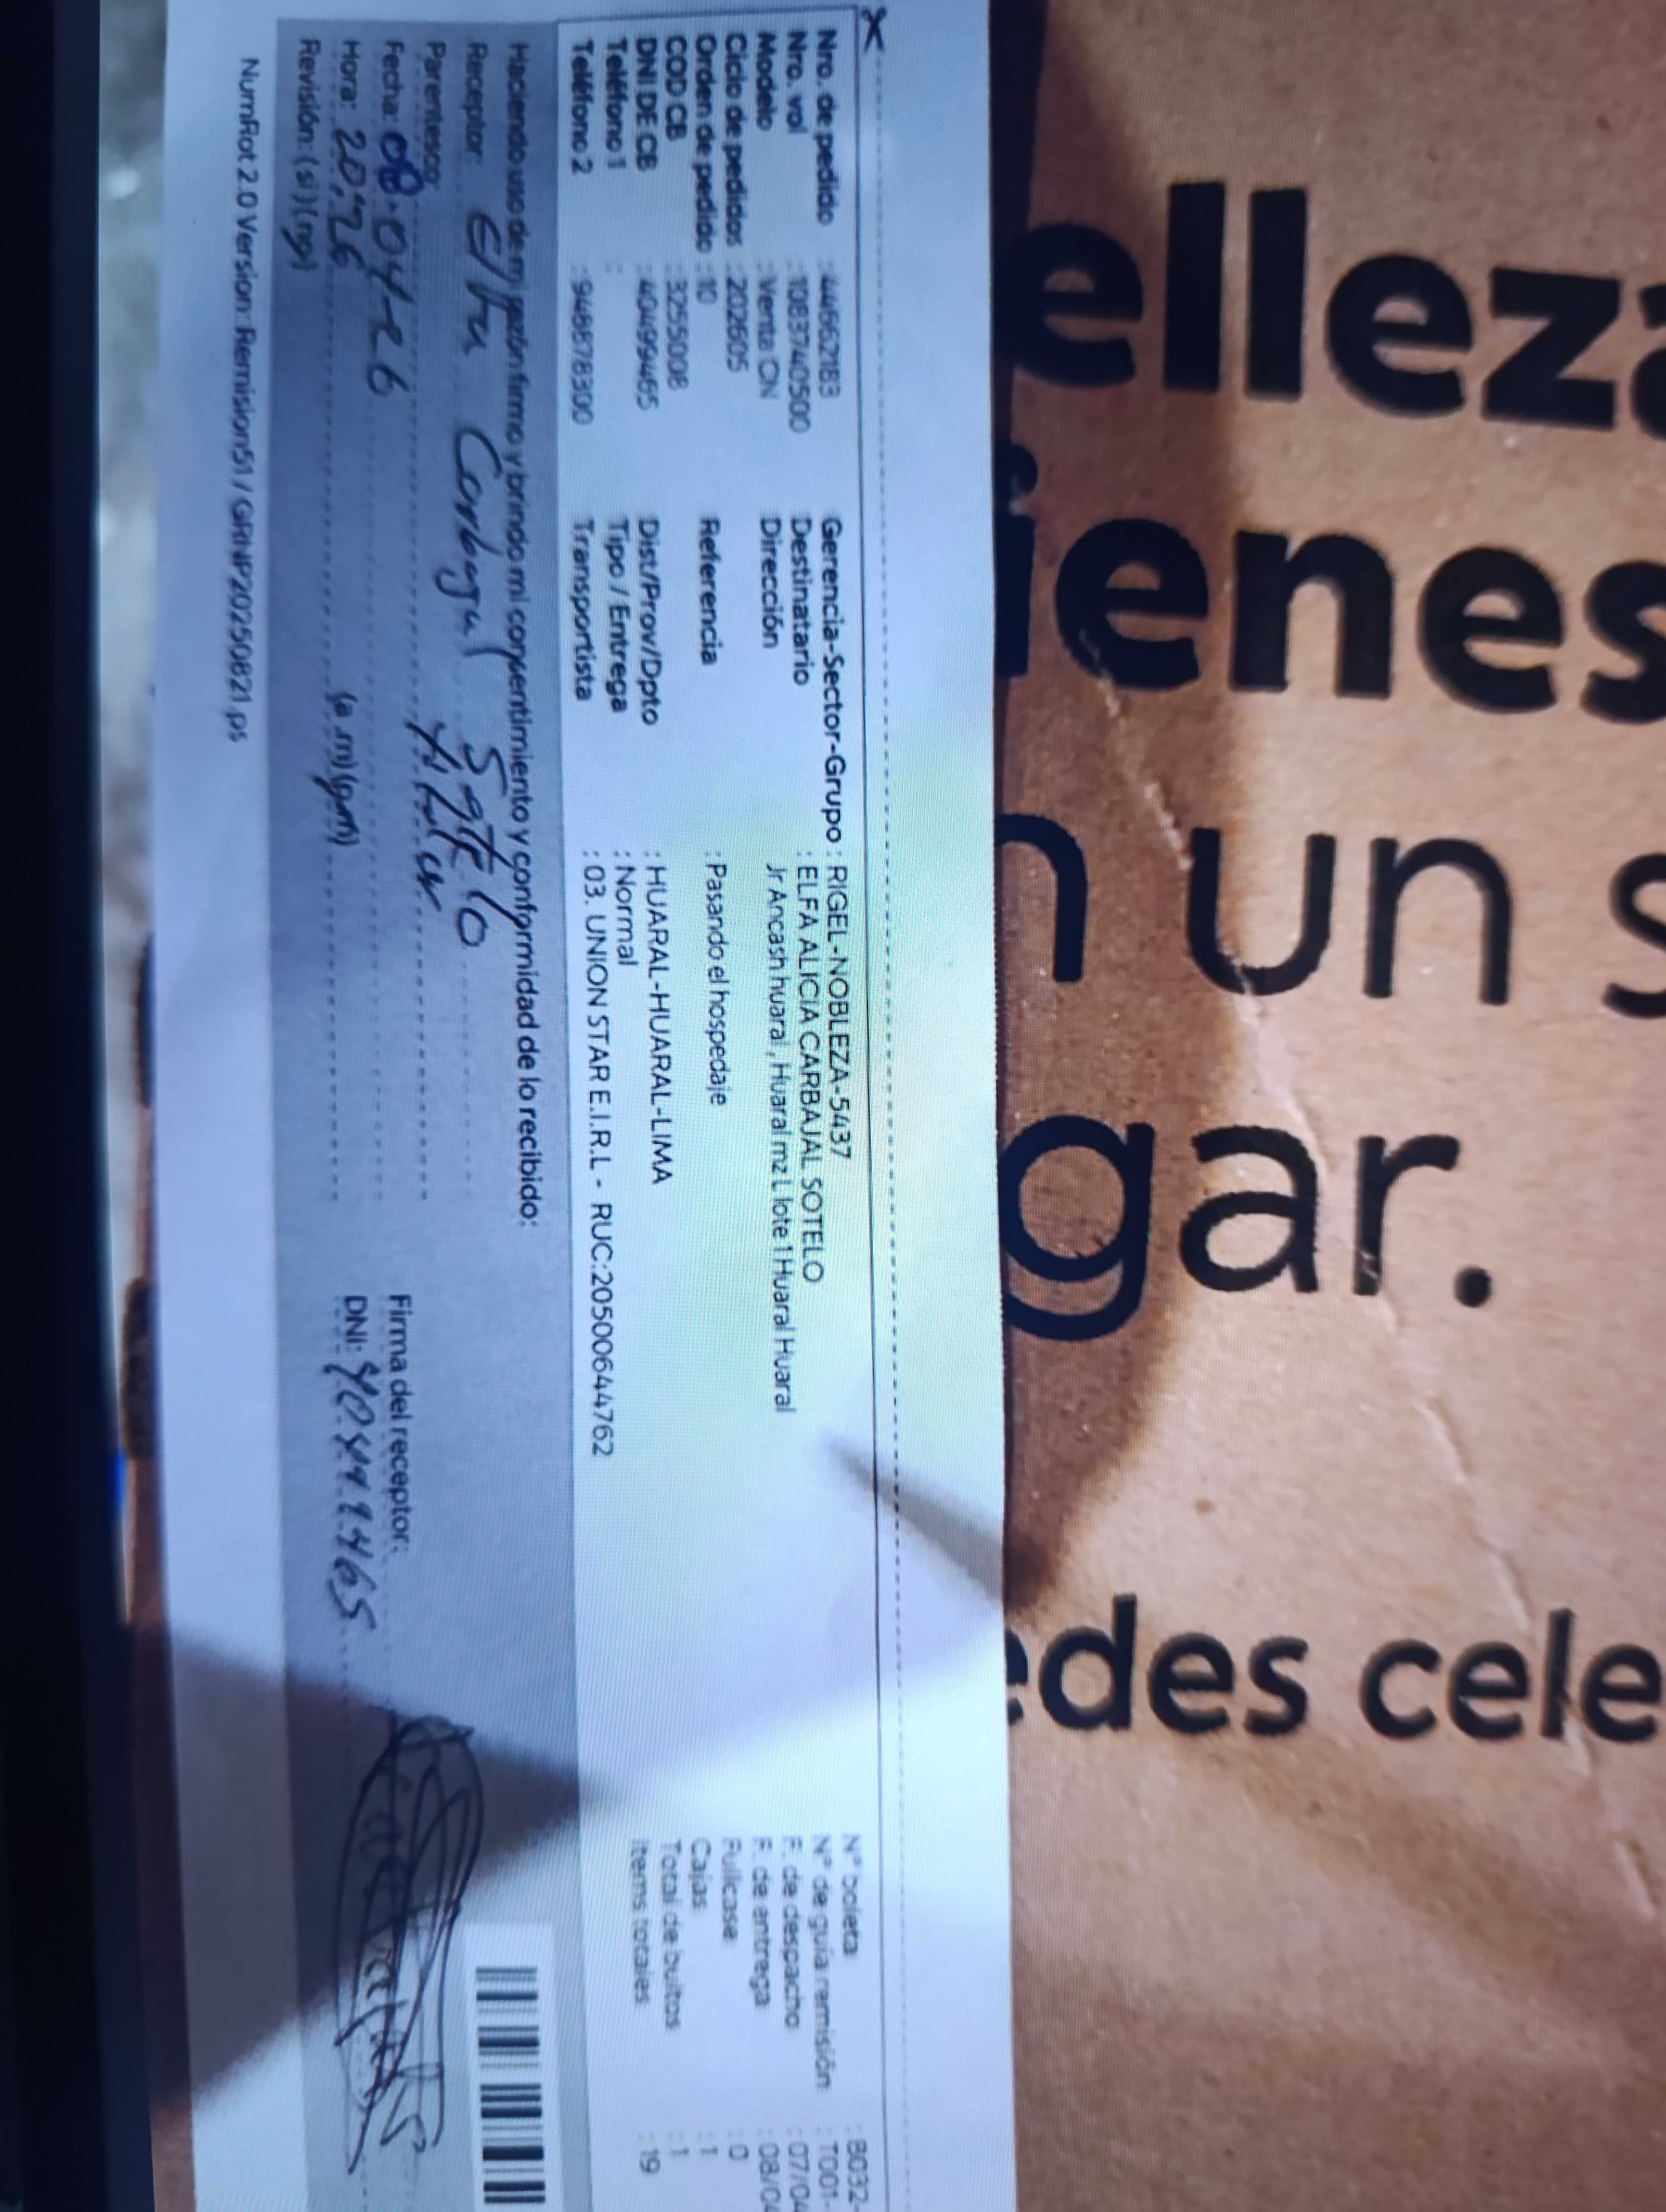 Nro. de pedido : 44662183
Nro. vol : 1083740500
Modelo : Venta CN
Ciclo de pedidos : 202605
Orden de pedido : 10
COD CB : 3255008
DNI DE CB : 40499465
Teléfono 1 :
Teléfono 2 : 948878300
Gerencia-Sector-Grupo : RIGEL-NOBLEZA-5437
Destinatario : ELFA ALICIA CARBAJAL SOTELO
Dirección Jr Ancash huaral , Huaral mz L lote 1 Huaral Huaral
Referencia : Pasando el hospedaje
Dist/Prov/Dpto : HUARAL-HUARAL-LIMA
Tipo / Entrega : Normal
Transportista : 03. UNION STAR E.I.R.L - RUC:20500644762
N° boleta : B032-
N° de guía remisión : T001-
F. de despacho : 07/04
F. de entrega : 08/04
Fullcase : 0
Cajas : 1
Total de bultos : 1
Items totales : 19
Haciendo uso de mi razón firmo y brindo mi consentimiento y conformidad de lo recibido:
Receptor: Elfa Carbajal Sotelo
Parentesco: Titular
Fecha: 08-04-26
Hora: 20:26 (a.m) (p.m)
Revisión: (si) (no)
Firma del receptor:
DNI: 40499465
NumRot 2.0 Version: Remision51 / GRNP20250821.ps
elleza
ienes
n un s
gar.
edes cele